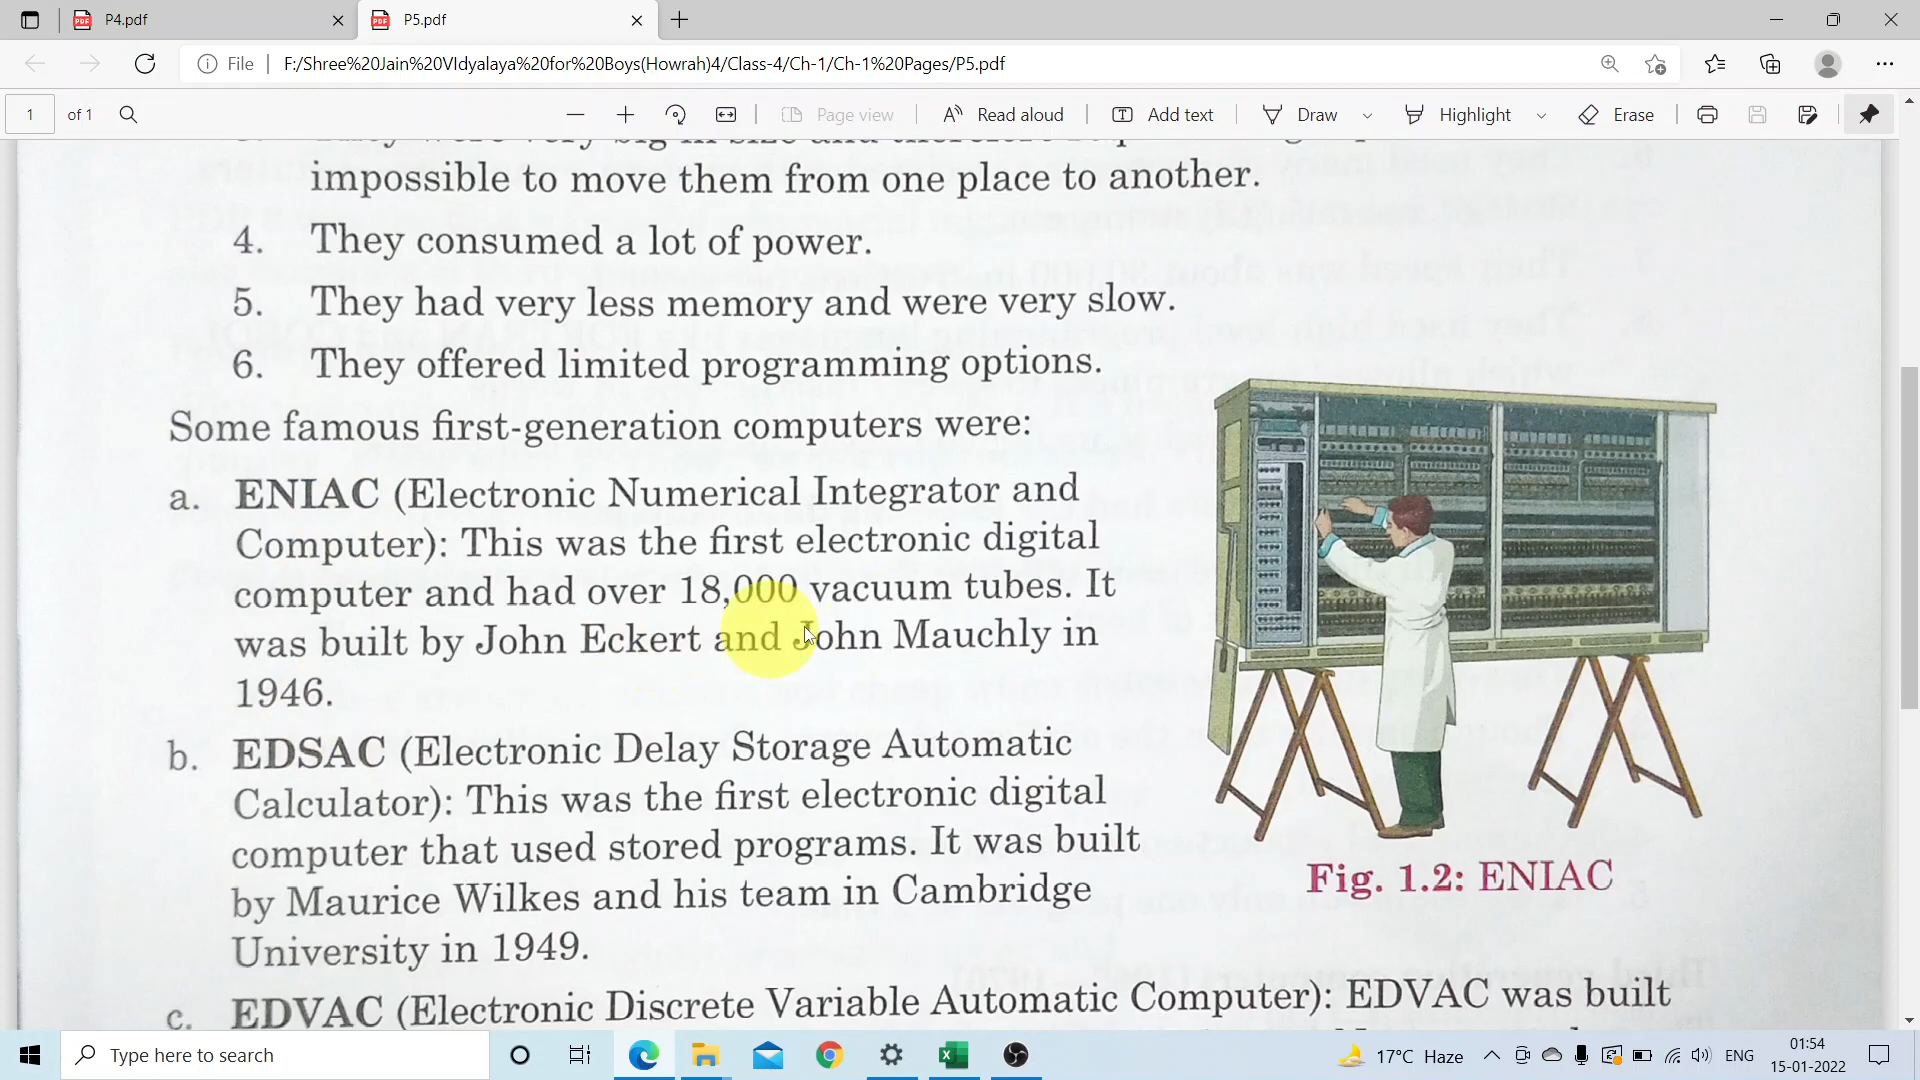 P4.pdf
P5.pdf
File
F:/Shree%20Jain%20VIdyalaya%20for%20Boys(Howrah)4/Class-4/Ch-1/Ch-1%20Pages/P5.pdf
1 of 1
Page view
Read aloud
Add text
Draw
Highlight
Erase
impossible to move them from one place to another.
4. They consumed a lot of power.
5. They had very less memory and were very slow.
6. They offered limited programming options.
Some famous first-generation computers were:
a. ENIAC (Electronic Numerical Integrator and
Computer): This was the first electronic digital
computer and had over 18,000 vacuum tubes. It
was built by John Eckert and John Mauchly in
1946.
b. EDSAC (Electronic Delay Storage Automatic
Calculator): This was the first electronic digital
computer that used stored programs. It was built
by Maurice Wilkes and his team in Cambridge
University in 1949.
Fig. 1.2: ENIAC
c. EDVAC (Electronic Discrete Variable Automatic Computer): EDVAC was built
Type here to search
17°C Haze
ENG
01:54
15-01-2022